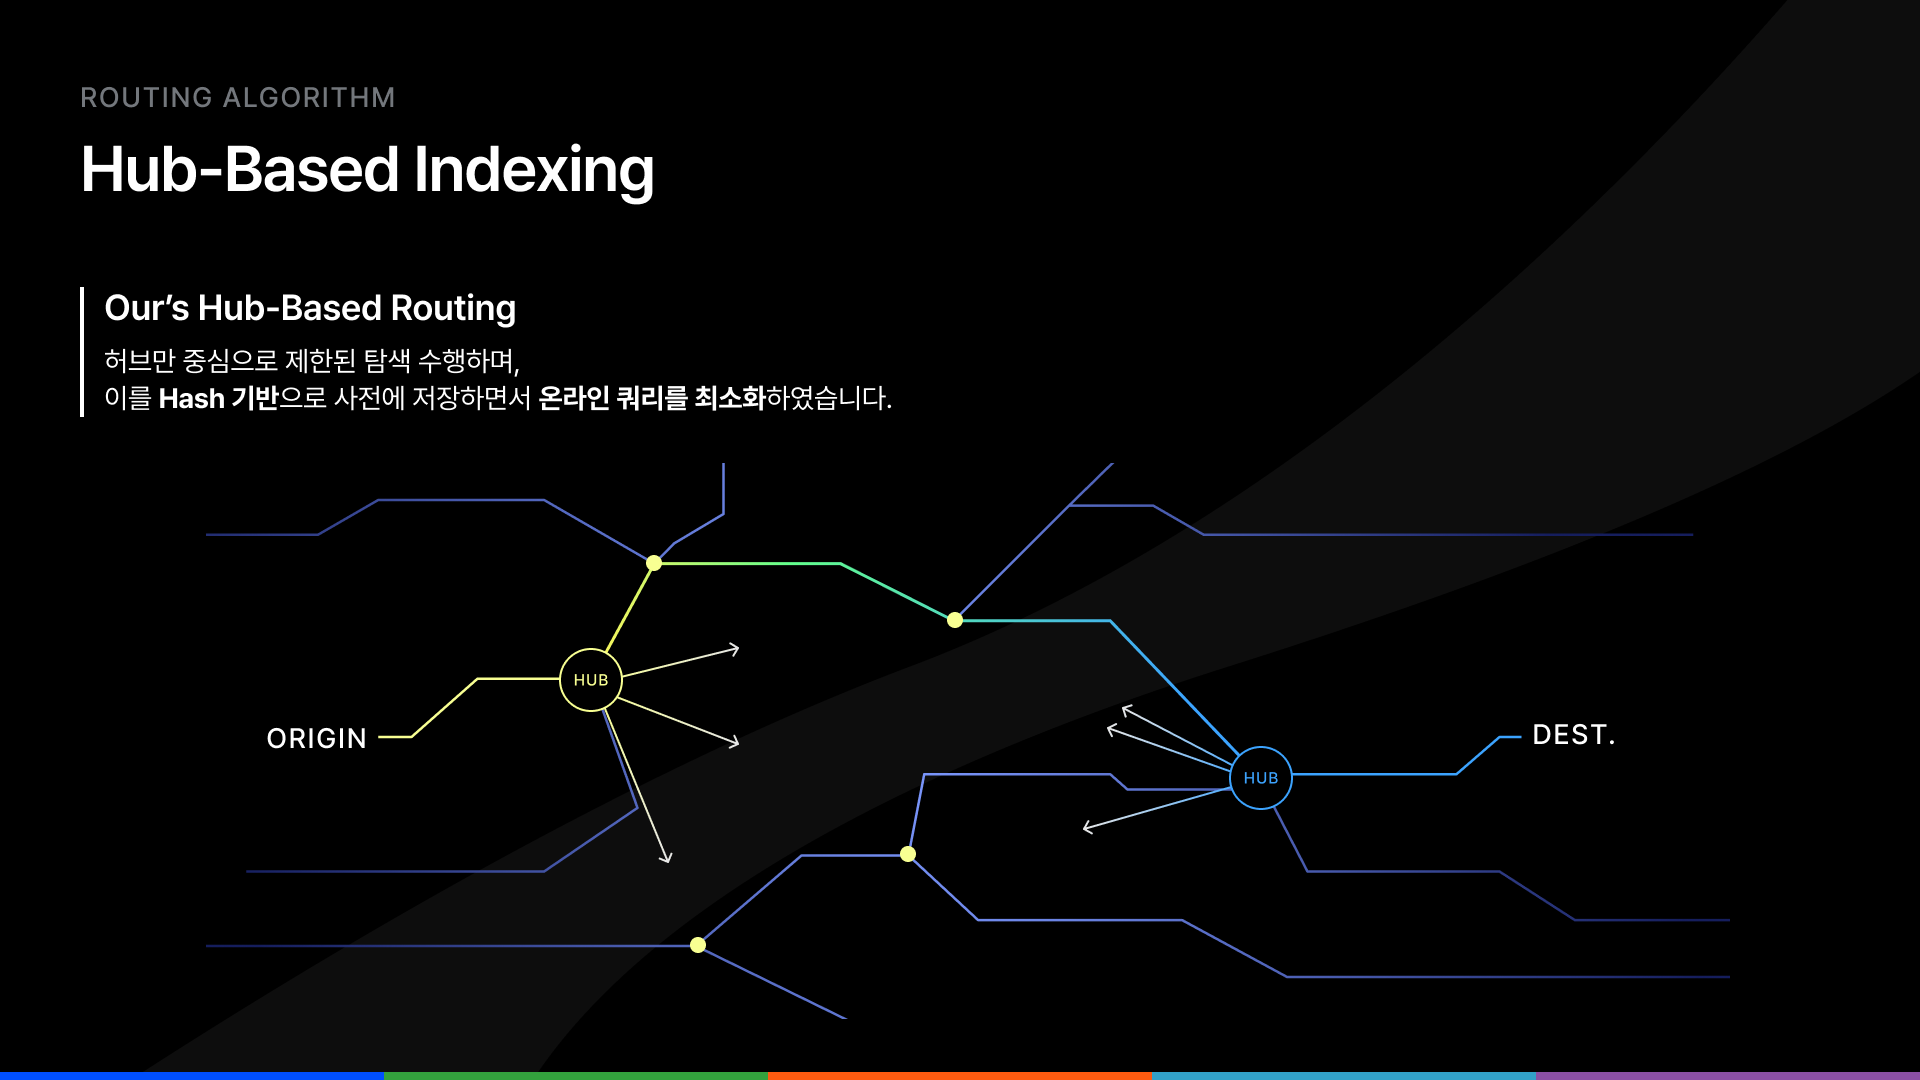 ROUTING ALGORITHM
Hub-Based Indexing
Our’s Hub-Based Routing
허브만 중심으로 제한된 탐색 수행하며,
이를 Hash 기반으로 사전에 저장하면서 온라인 쿼리를 최소화하였습니다.
HUB
ORIGIN
DEST.
HUB